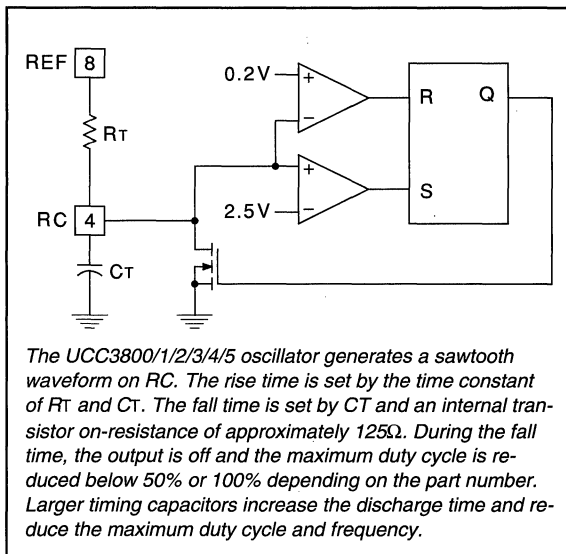 REF 8
0.2V
+
−
R Q
RT
RC 4
+
−
S
2.5V
CT
The UCC3800/1/2/3/4/5 oscillator generates a sawtooth
waveform on RC. The rise time is set by the time constant
of RT and CT. The fall time is set by CT and an internal tran-
sistor on-resistance of approximately 125Ω. During the fall
time, the output is off and the maximum duty cycle is re-
duced below 50% or 100% depending on the part number.
Larger timing capacitors increase the discharge time and re-
duce the maximum duty cycle and frequency.